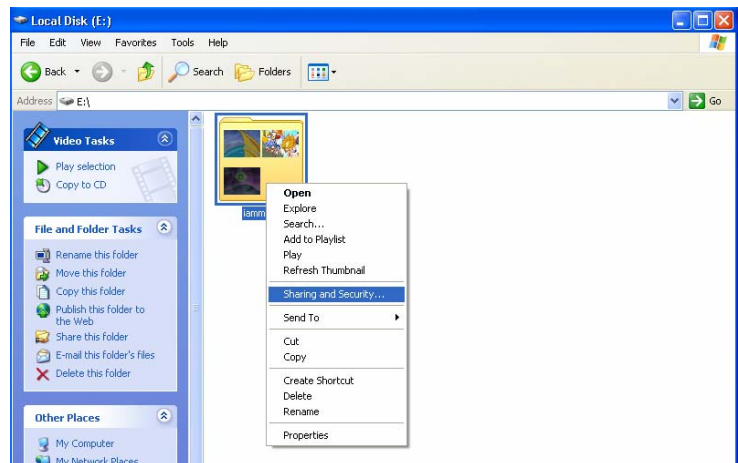 Local Disk (E:)
File Edit View Favorites Tools Help
Back Search Folders
Address E:\ Go
Video Tasks
Play selection
Copy to CD
File and Folder Tasks
Rename this folder
Move this folder
Copy this folder
Publish this folder to
the Web
Share this folder
E-mail this folder's files
Delete this folder
Other Places
My Computer
My Network Places
iamm
Open
Explore
Search...
Add to Playlist
Play
Refresh Thumbnail
Sharing and Security...
Send To
Cut
Copy
Create Shortcut
Delete
Rename
Properties